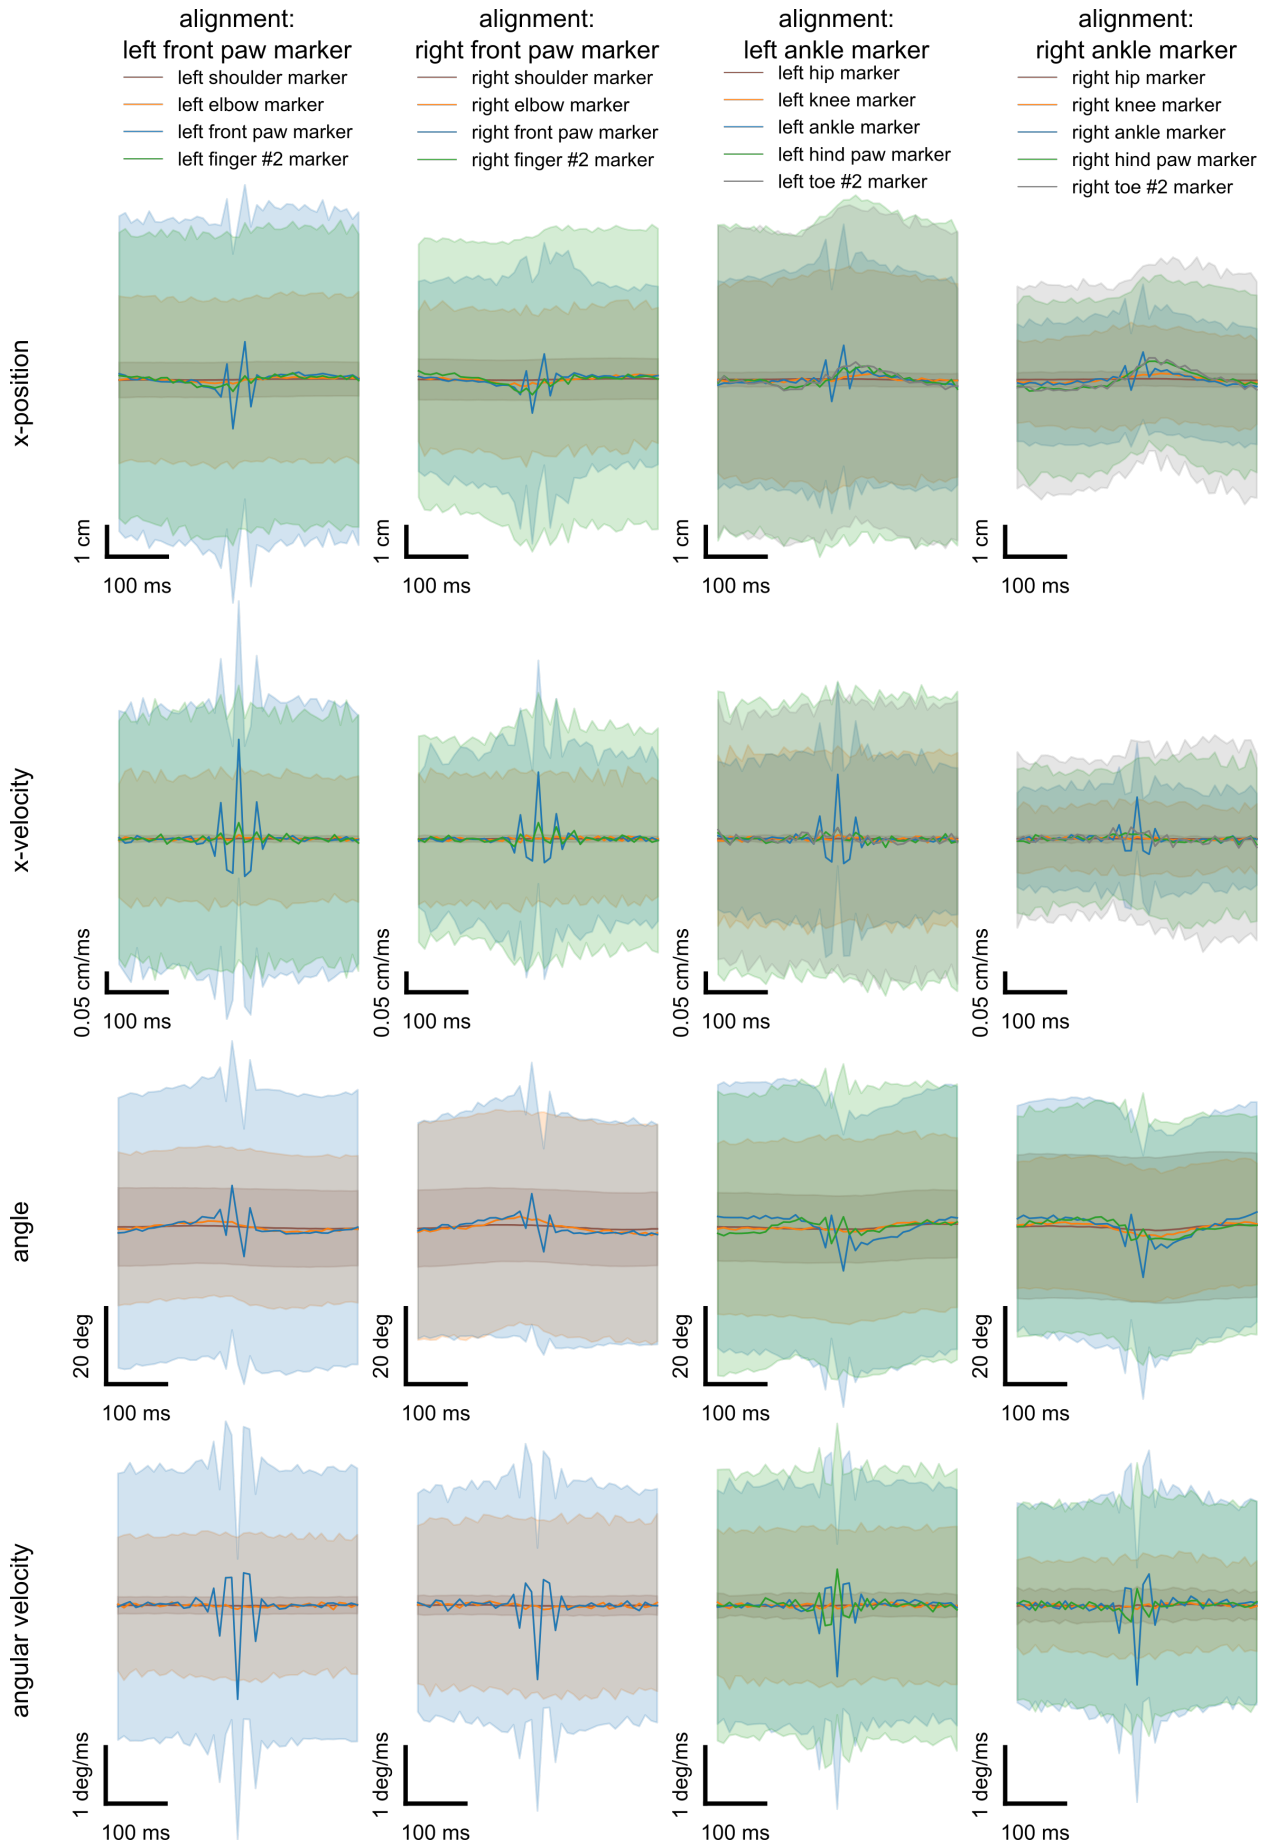 alignment:
left front paw marker
left shoulder marker
left elbow marker
left front paw marker
left finger #2 marker
alignment:
right front paw marker
right shoulder marker
right elbow marker
right front paw marker
right finger #2 marker
alignment:
left ankle marker
left hip marker
left knee marker
left ankle marker
left hind paw marker
left toe #2 marker
alignment:
right ankle marker
right hip marker
right knee marker
right ankle marker
right hind paw marker
right toe #2 marker
x-position
1 cm
100 ms
1 cm
100 ms
1 cm
100 ms
1 cm
100 ms
x-velocity
0.05 cm/ms
100 ms
0.05 cm/ms
100 ms
0.05 cm/ms
100 ms
0.05 cm/ms
100 ms
angle
20 deg
100 ms
20 deg
100 ms
20 deg
100 ms
20 deg
100 ms
angular velocity
1 deg/ms
100 ms
1 deg/ms
100 ms
1 deg/ms
100 ms
1 deg/ms
100 ms